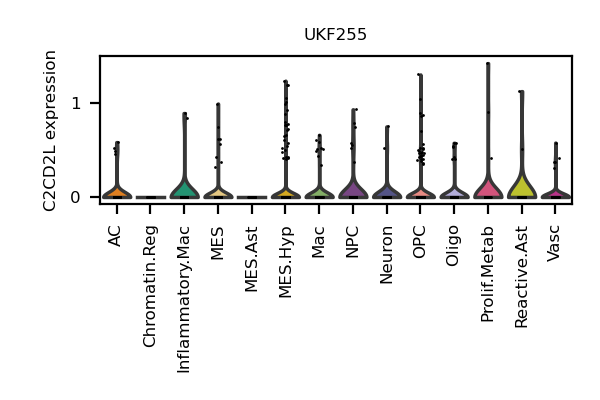 UKF255
C2CD2L expression
1
0
AC
Chromatin.Reg
Inflammatory.Mac
MES
MES.Ast
MES.Hyp
Mac
NPC
Neuron
OPC
Oligo
Prolif.Metab
Reactive.Ast
Vasc